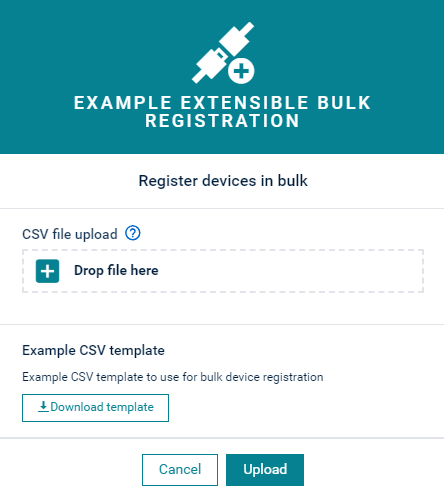 EXAMPLE EXTENSIBLE BULK
REGISTRATION
Register devices in bulk
CSV file upload
Drop file here
Example CSV template
Example CSV template to use for bulk device registration
Download template
Cancel Upload